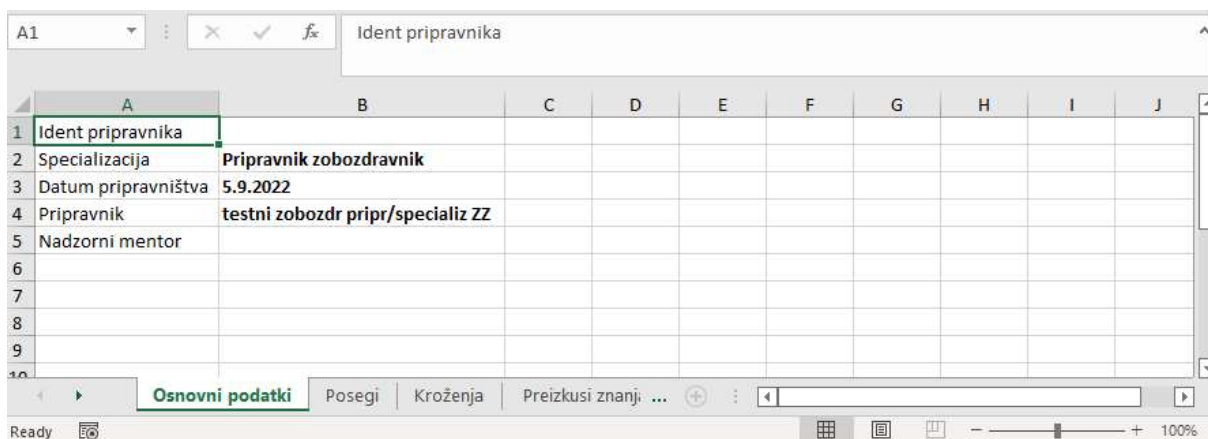 A1 fx Ident pripravnika
A B C D E F G H I J
1 Ident pripravnika
2 Specializacija Pripravnik zobozdravnik
3 Datum pripravništva 5.9.2022
4 Pripravnik testni zobozdr pripr/specializ ZZ
5 Nadzorni mentor
6
7
8
9
10
Osnovni podatki Posegi Kroženja Preizkusi znanj ...
Ready 100%